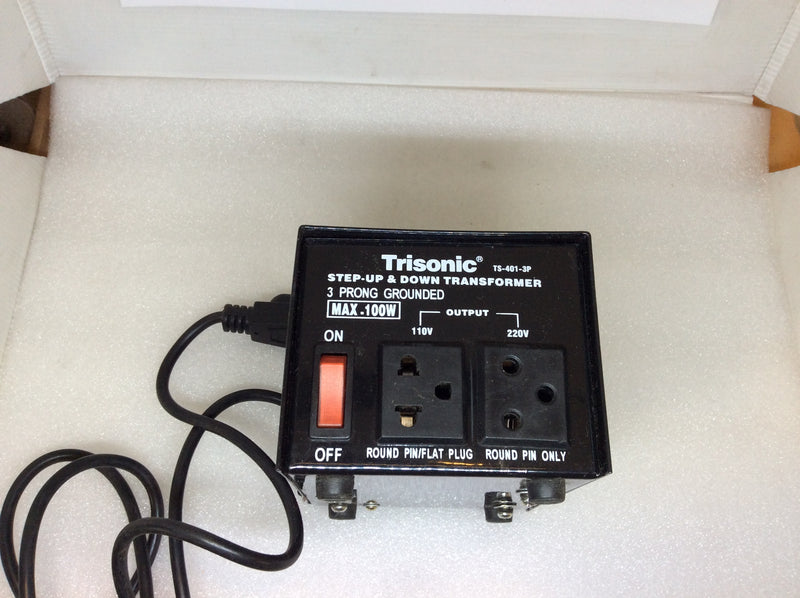 Trisonic® TS-401-3P
STEP-UP & DOWN TRANSFORMER
3 PRONG GROUNDED
MAX.100W
OUTPUT
110V 220V
ON
OFF
ROUND PIN/FLAT PLUG ROUND PIN ONLY